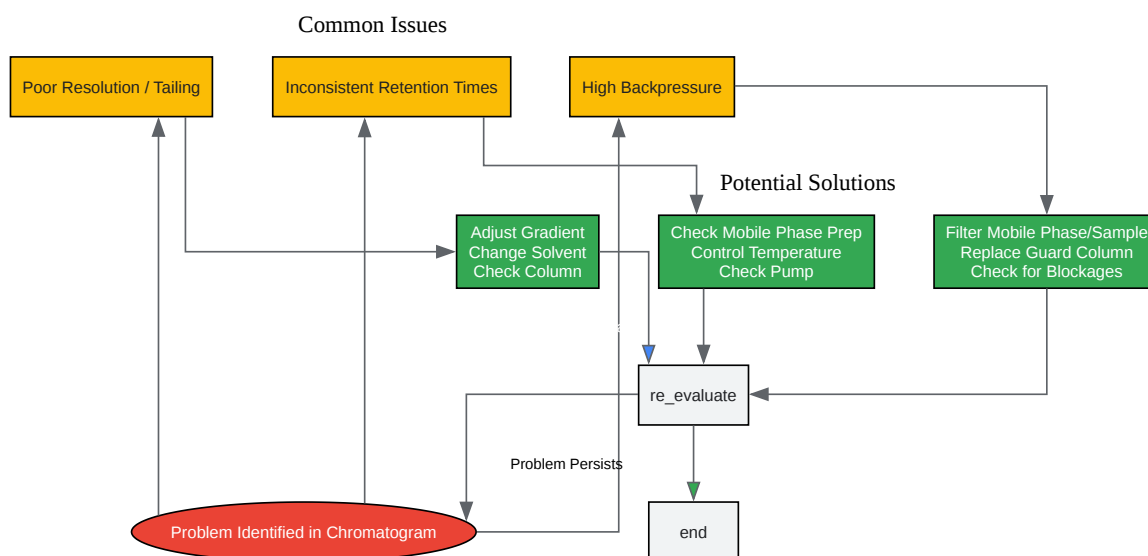 Common Issues
Poor Resolution / Tailing
Inconsistent Retention Times
High Backpressure
Potential Solutions
Adjust Gradient
Change Solvent
Check Column
Check Mobile Phase Prep
Control Temperature
Check Pump
Filter Mobile Phase/Sample
Replace Guard Column
Check for Blockages
re_evaluate
Problem Persists
Problem Identified in Chromatogram
end